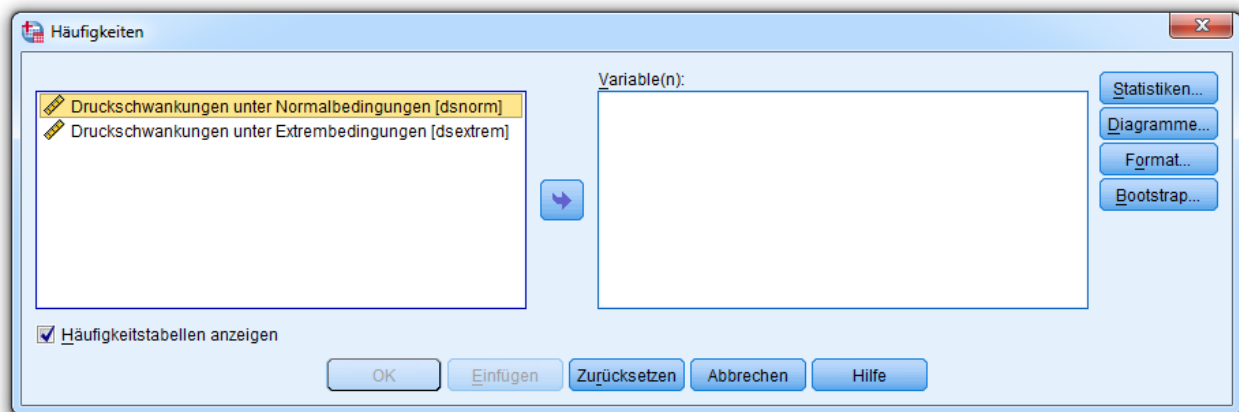 Häufigkeiten
Variable(n):
Druckschwankungen unter Normalbedingungen [dsnorm]
Druckschwankungen unter Extrembedingungen [dsextrem]
Statistiken...
Diagramme...
Format...
Bootstrap...
Häufigkeitstabellen anzeigen
OK Einfügen Zurücksetzen Abbrechen Hilfe